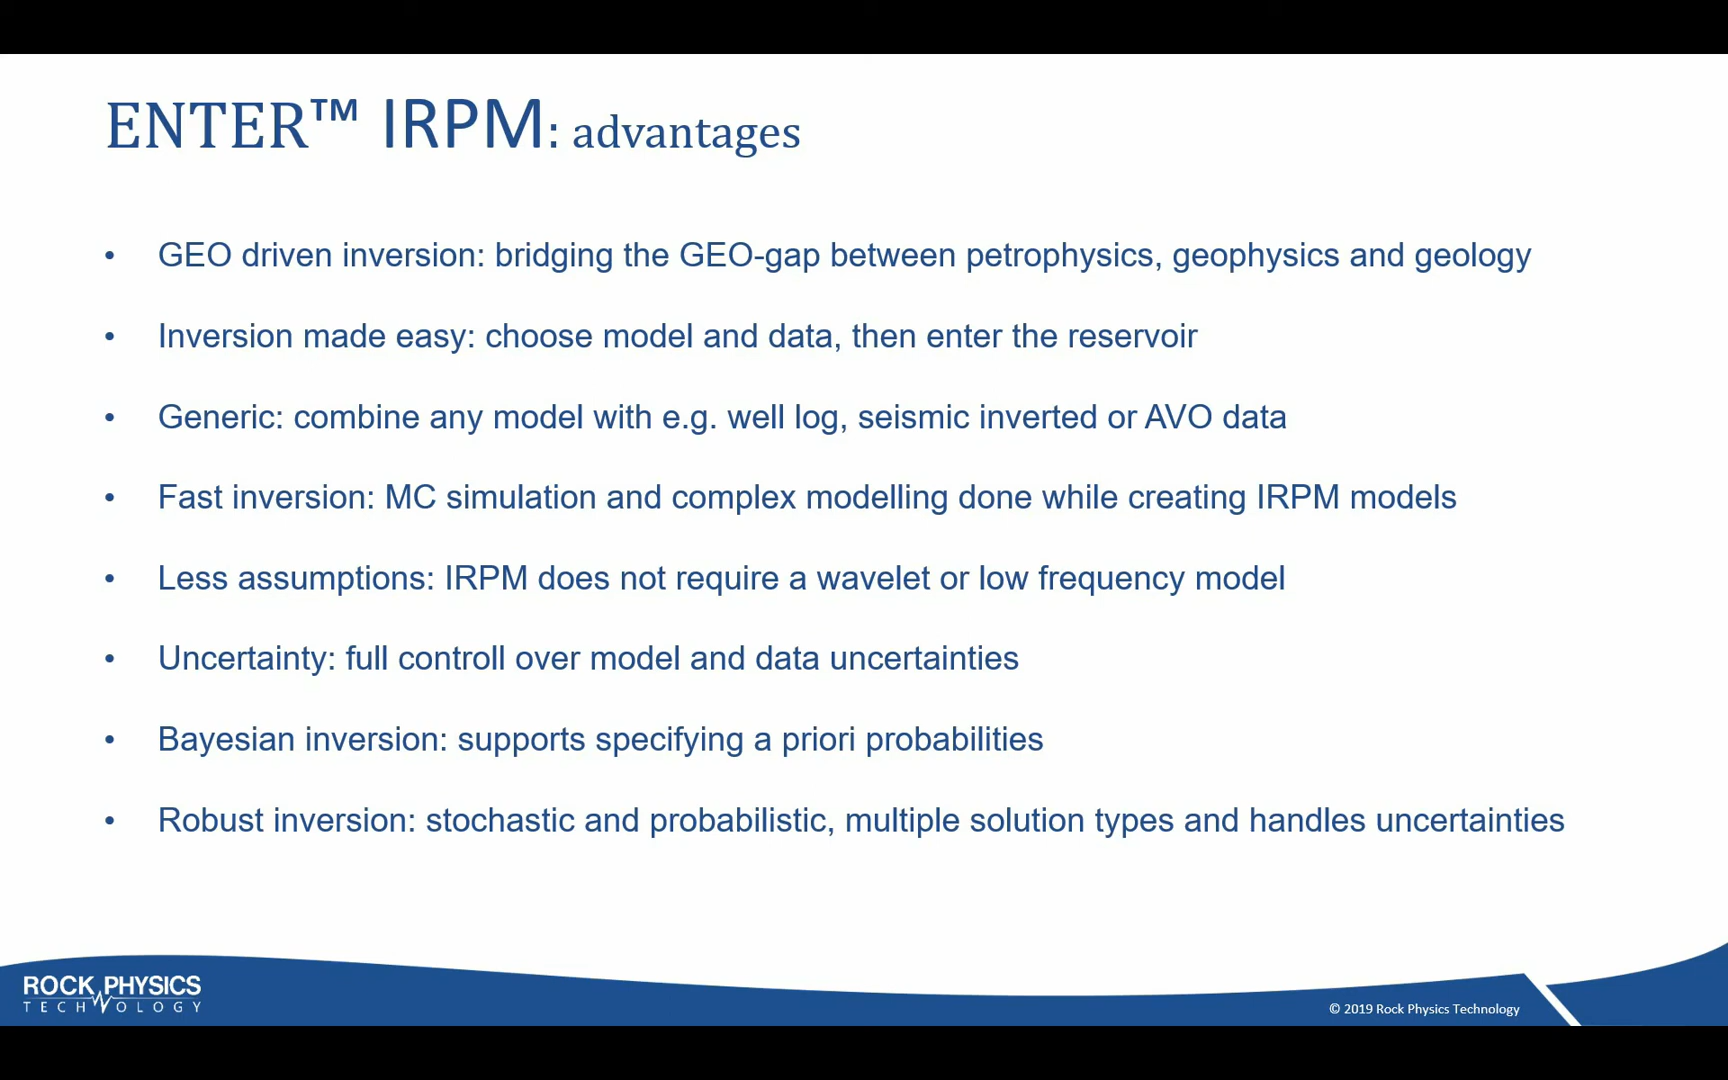 ENTER™ IRPM: advantages
• GEO driven inversion: bridging the GEO-gap between petrophysics, geophysics and geology
• Inversion made easy: choose model and data, then enter the reservoir
• Generic: combine any model with e.g. well log, seismic inverted or AVO data
• Fast inversion: MC simulation and complex modelling done while creating IRPM models
• Less assumptions: IRPM does not require a wavelet or low frequency model
• Uncertainty: full controll over model and data uncertainties
• Bayesian inversion: supports specifying a priori probabilities
• Robust inversion: stochastic and probabilistic, multiple solution types and handles uncertainties
ROCK PHYSICS
TECHNOLOGY
© 2019 Rock Physics Technology